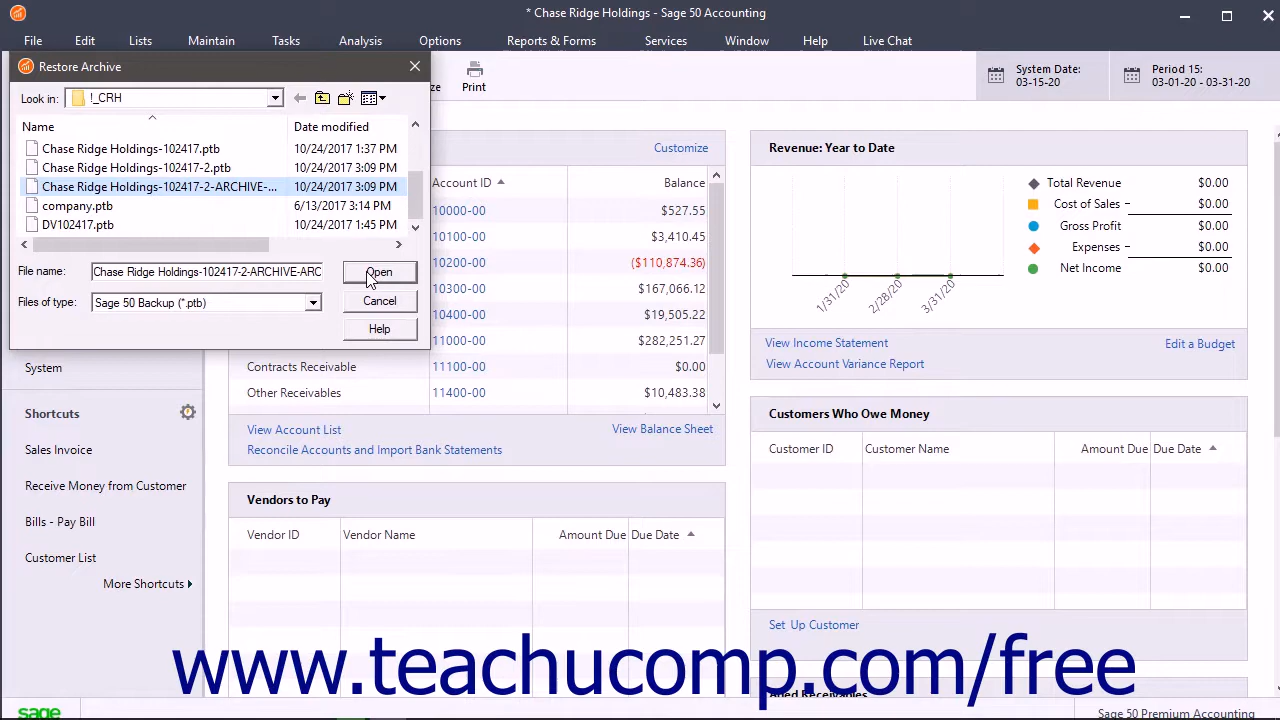 * Chase Ridge Holdings - Sage 50 Accounting
File Edit Lists Maintain Tasks Analysis Options Reports & Forms Services Window Help Live Chat
Restore Archive
Look in: !_CRH
Name Date modified
Chase Ridge Holdings-102417.ptb 10/24/2017 1:37 PM
Chase Ridge Holdings-102417-2.ptb 10/24/2017 3:09 PM
Chase Ridge Holdings-102417-2-ARCHIVE-... 10/24/2017 3:09 PM
company.ptb 6/13/2017 3:14 PM
DV102417.ptb 10/24/2017 1:45 PM
File name: Chase Ridge Holdings-102417-2-ARCHIVE-ARC Open
Files of type: Sage 50 Backup (*.ptb) Cancel
Help
Print
System Date:
03-15-20
Period 15:
03-01-20 - 03-31-20
System
Shortcuts
Sales Invoice
Receive Money from Customer
Bills - Pay Bill
Customer List
More Shortcuts
Customize
Account ID Balance
10000-00 $527.55
10100-00 $3,410.45
10200-00 ($110,874.36)
10300-00 $167,066.12
10400-00 $19,505.22
11000-00 $282,251.27
Contracts Receivable 11100-00 $0.00
Other Receivables 11400-00 $10,483.38
View Account List View Balance Sheet
Reconcile Accounts and Import Bank Statements
Vendors to Pay
Vendor ID Vendor Name Amount Due Due Date
Revenue: Year to Date
Total Revenue $0.00
Cost of Sales - $0.00
Gross Profit $0.00
Expenses - $0.00
Net Income $0.00
1/31/20 2/28/20 3/31/20
View Income Statement Edit a Budget
View Account Variance Report
Customers Who Owe Money
Customer ID Customer Name Amount Due Due Date
Set Up Customer
Aged Receivables
www.teachucomp.com/free
sage Sage 50 Premium Accounting